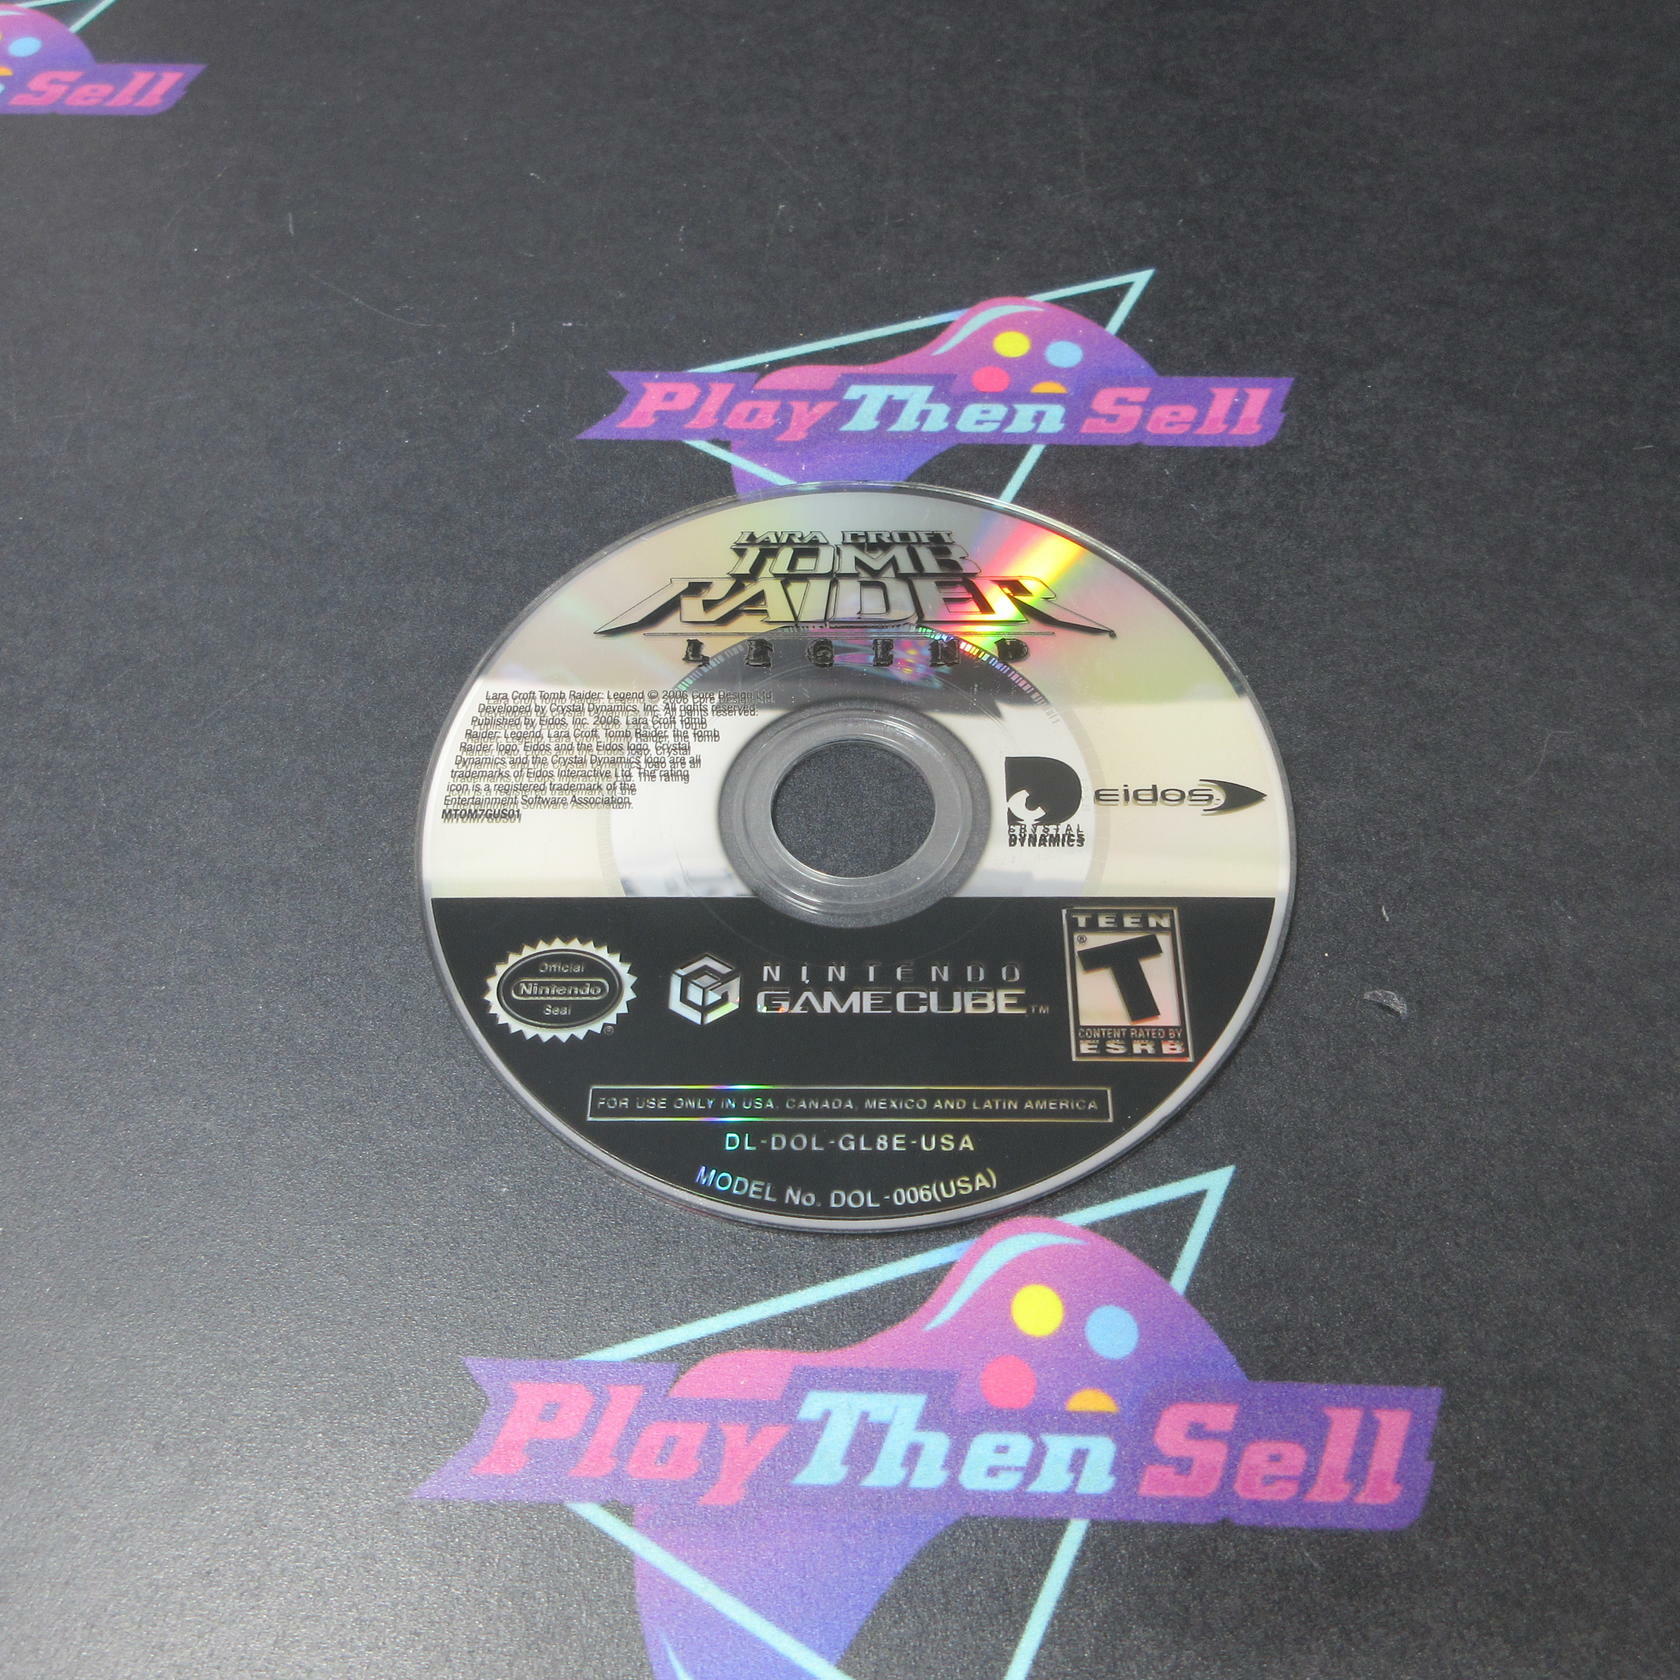 Sell
Play Then Sell
LARA CROFT
TOMB
RAIDER
LEGEND
Lara Croft Tomb Raider: Legend © 2006 Core Design Ltd.
Developed by Crystal Dynamics, Inc. All rights reserved.
Published by Eidos, Inc. 2006. Lara Croft Tomb
Raider: Legend, Lara Croft, Tomb Raider, the Tomb
Raider logo, Eidos and the Eidos logo, Crystal
Dynamics and the Crystal Dynamics logo are all
trademarks of Eidos Interactive Ltd. The rating
icon is a registered trademark of the
Entertainment Software Association.
MTOM7GUS01
CRYSTAL
DYNAMICS
eidos
Official
Nintendo
Seal
®
NINTENDO
GAMECUBE™
TEEN
®
T
CONTENT RATED BY
ESRB
FOR USE ONLY IN USA, CANADA, MEXICO AND LATIN AMERICA
DL-DOL-GL8E-USA
MODEL No. DOL-006(USA)
Play Then Sell